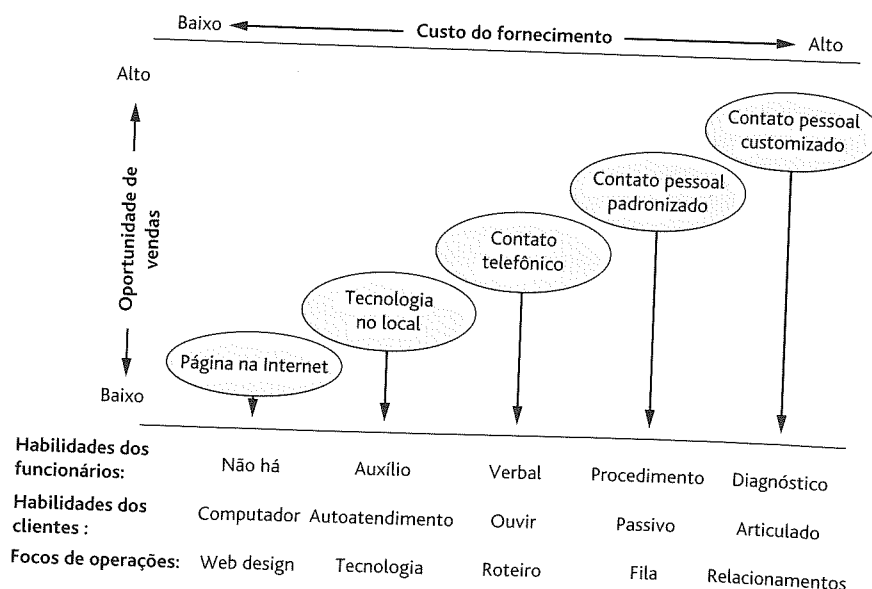 Baixo Custo do fornecimento Alto
Alto
Oportunidade de
vendas
Baixo
Contato pessoal
customizado
Contato pessoal
padronizado
Contato
telefônico
Tecnologia
no local
Página na Internet
Habilidades dos
funcionários: Não há Auxílio Verbal Procedimento Diagnóstico
Habilidades dos
clientes : Computador Autoatendimento Ouvir Passivo Articulado
Focos de operações: Web design Tecnologia Roteiro Fila Relacionamentos